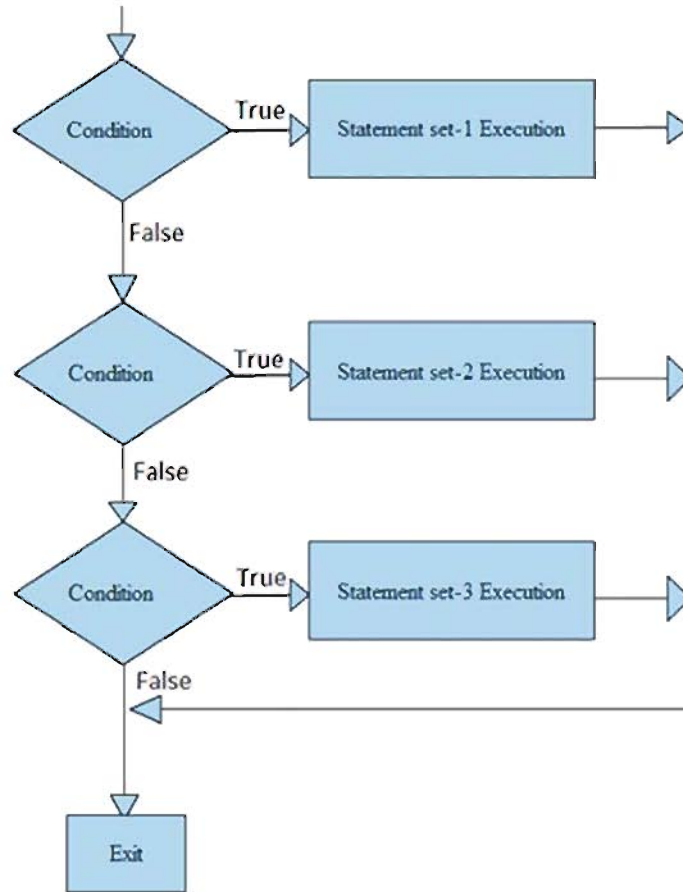 True
Condition
Statement set-1 Execution
False
True
Condition
Statement set-2 Execution
False
True
Condition
Statement set-3 Execution
False
Exit